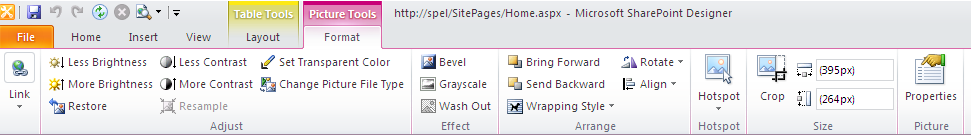 Table Tools Picture Tools http://spel/SitePages/Home.aspx - Microsoft SharePoint Designer
File Home Insert View Layout Format
Less Brightness Less Contrast Set Transparent Color Bevel Bring Forward Rotate (395px)
More Brightness More Contrast Change Picture File Type Grayscale Send Backward Align
Link Hotspot Crop Properties
Restore Resample Wash Out Wrapping Style (264px)
Adjust Effect Arrange Hotspot Size Picture